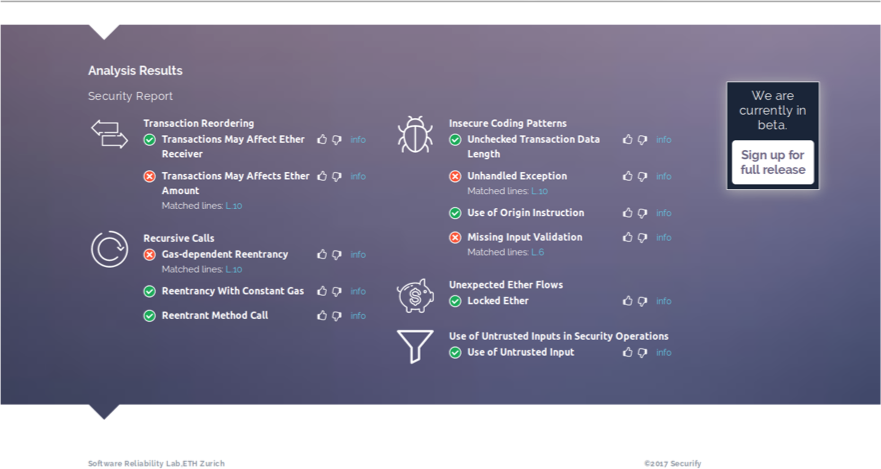 Analysis Results
Security Report
Transaction Reordering
Transactions May Affect Ether info
Receiver
Transactions May Affects Ether info
Amount
Matched lines: L.10
Recursive Calls
Gas-dependent Reentrancy info
Matched lines: L.10
Reentrancy With Constant Gas info
Reentrant Method Call info
Insecure Coding Patterns
Unchecked Transaction Data info
Length
Unhandled Exception info
Matched lines: L.10
Use of Origin Instruction info
Missing Input Validation info
Matched lines: L.6
Unexpected Ether Flows
Locked Ether info
Use of Untrusted Inputs in Security Operations
Use of Untrusted Input info
We are
currently in
beta.
Sign up for
full release
Software Reliability Lab,ETH Zurich
©2017 Securify